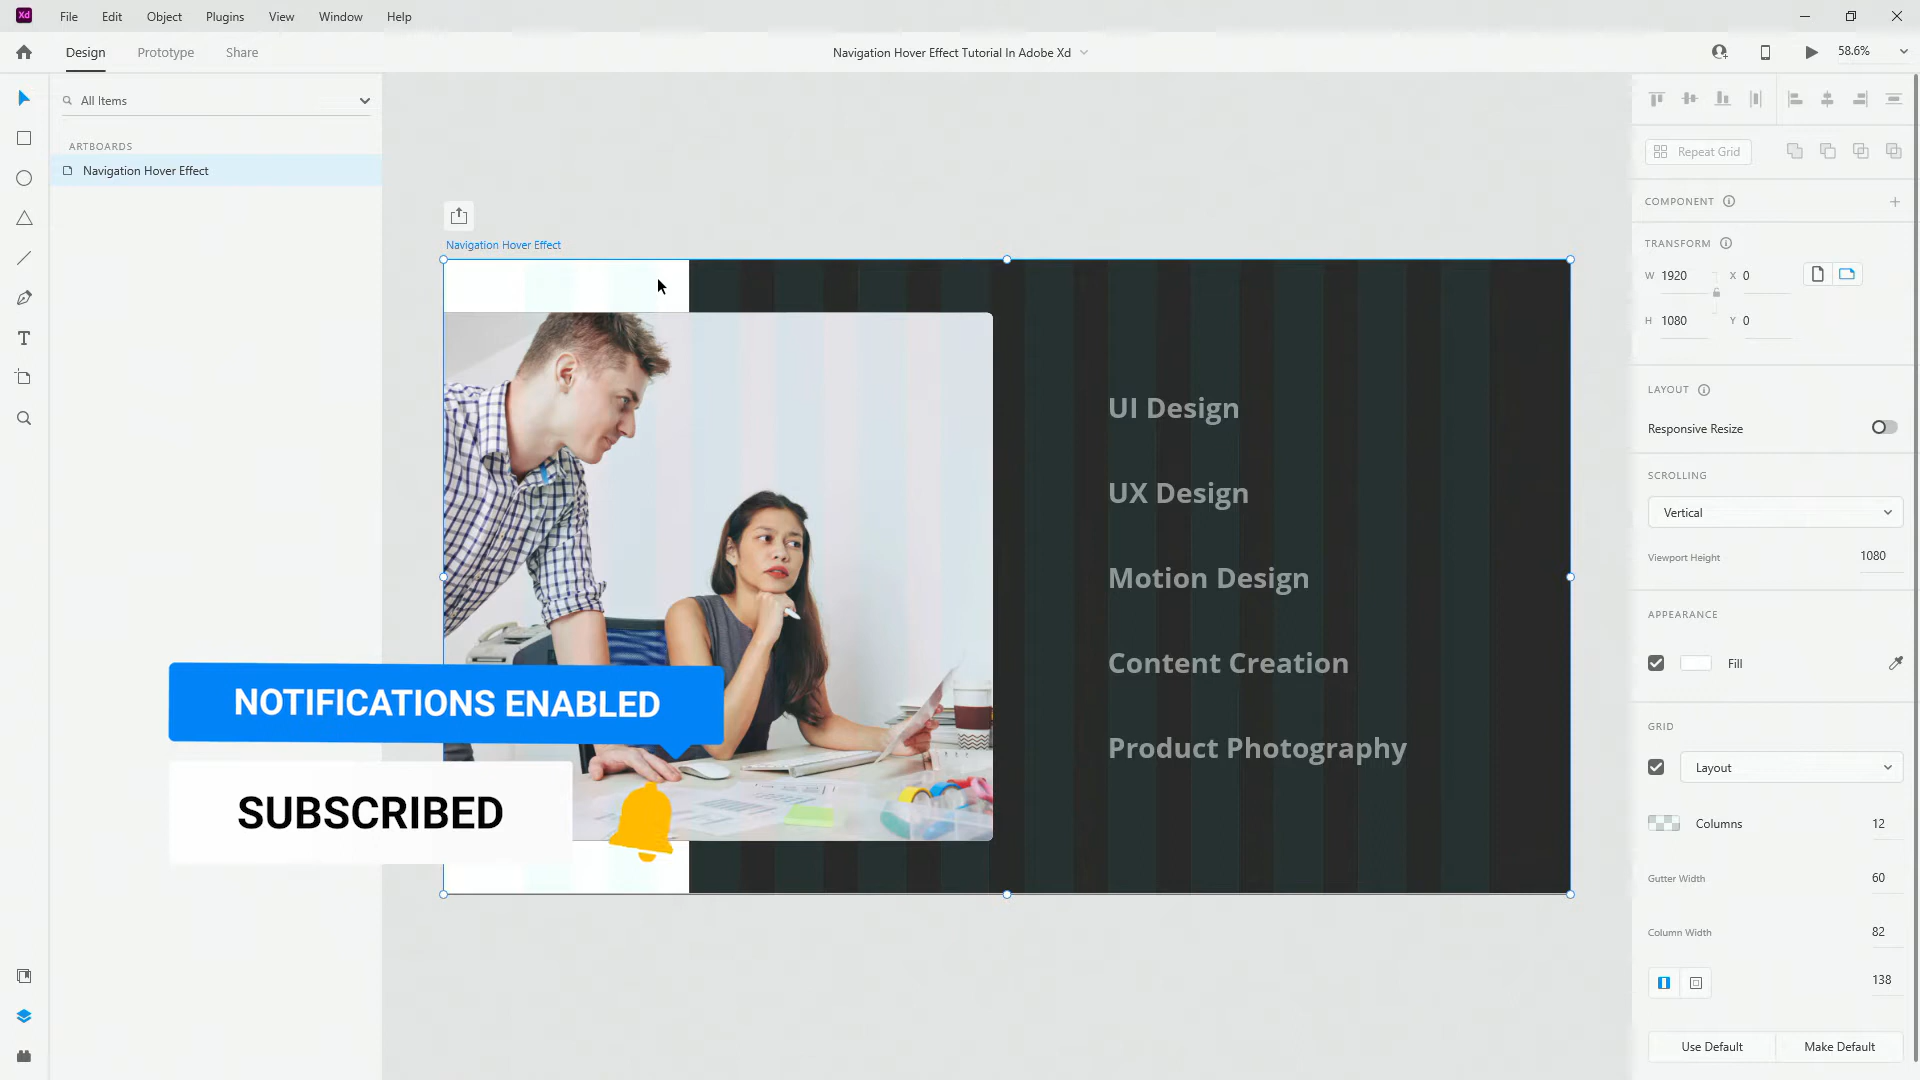 Xd File Edit Object Plugins View Window Help
Design Prototype Share Navigation Hover Effect Tutorial In Adobe Xd 58.6%
All Items
ARTBOARDS
Navigation Hover Effect
Navigation Hover Effect
UI Design
UX Design
Motion Design
Content Creation
Product Photography
NOTIFICATIONS ENABLED
SUBSCRIBED
Repeat Grid
COMPONENT
TRANSFORM
W 1920 X 0
H 1080 Y 0
LAYOUT
Responsive Resize
SCROLLING
Vertical
Viewport Height 1080
APPEARANCE
Fill
GRID
Layout
Columns 12
Gutter Width 60
Column Width 82
138
Use Default Make Default